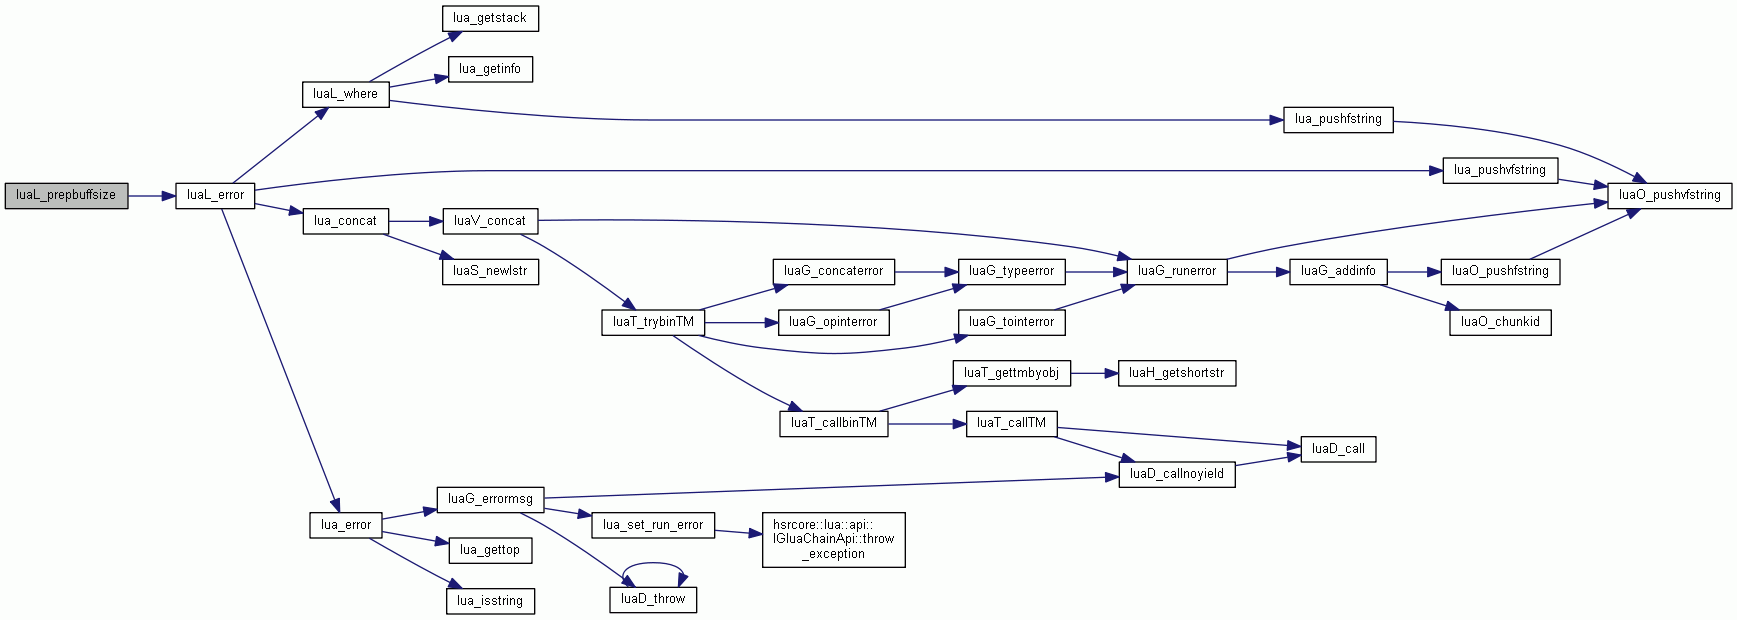 lua_getstack
lua_getinfo
luaL_where
lua_pushfstring
lua_pushvfstring
luaL_prepbuffsize
luaL_error
luaO_pushvfstring
lua_concat
luaV_concat
luaS_newlstr
luaG_concaterror
luaG_typeerror
luaG_runerror
luaG_addinfo
luaO_pushfstring
luaT_trybinTM
luaG_opinterror
luaG_tointerror
luaO_chunkid
luaT_gettmbyobj
luaH_getshortstr
luaT_callbinTM
luaT_callTM
luaD_call
luaD_callnoyield
luaG_errormsg
lua_error
lua_set_run_error
hsrcore::lua::api::
IGluaChainApi::throw
_exception
lua_gettop
lua_isstring
luaD_throw